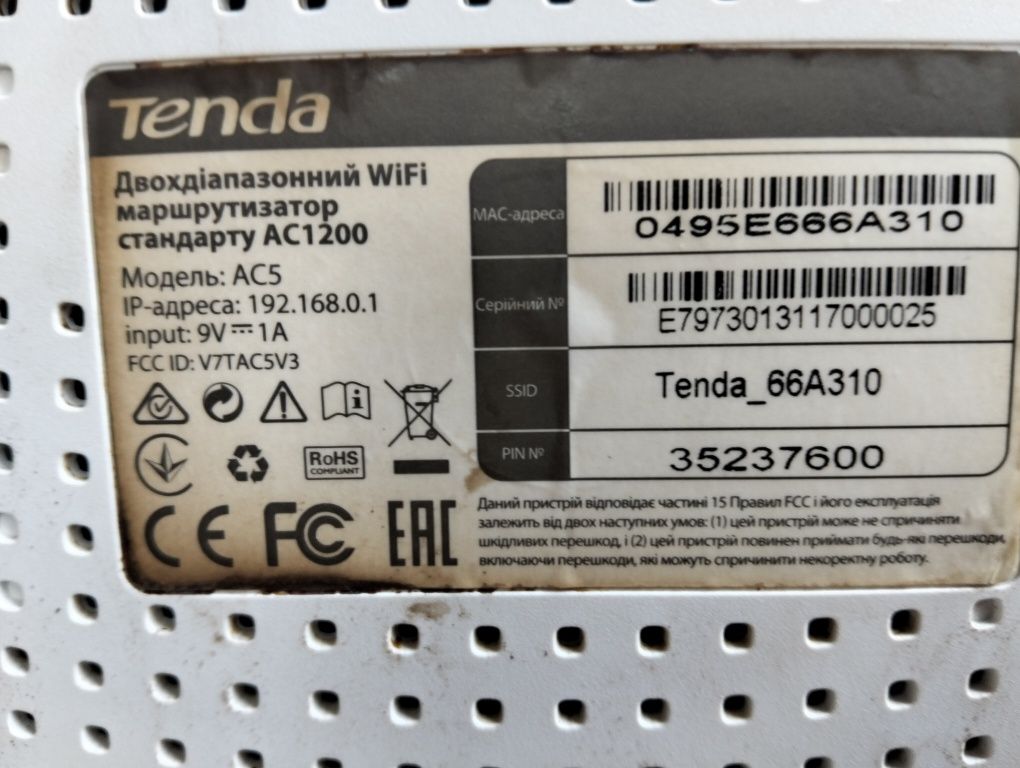 Tenda
Двохдіапазонний WiFi
маршрутизатор
стандарту AC1200
Модель: AC5
IP-адреса: 192.168.0.1
input: 9V⎓1A
FCC ID: V7TAC5V3
RoHS
COMPLIANT
CE FC EAC
MAC-адреса
0495E666A310
Серійний №
E7973013117000025
SSID
Tenda_66A310
PIN №
35237600
Даний пристрій відповідає частині 15 Правил FCC і його експлуатація
залежить від двох наступних умов: (1) цей пристрій може не спричиняти
шкідливих перешкод, і (2) цей пристрій повинен приймати будь-які перешкоди,
включаючи перешкоди, які можуть спричинити некоректну роботу.